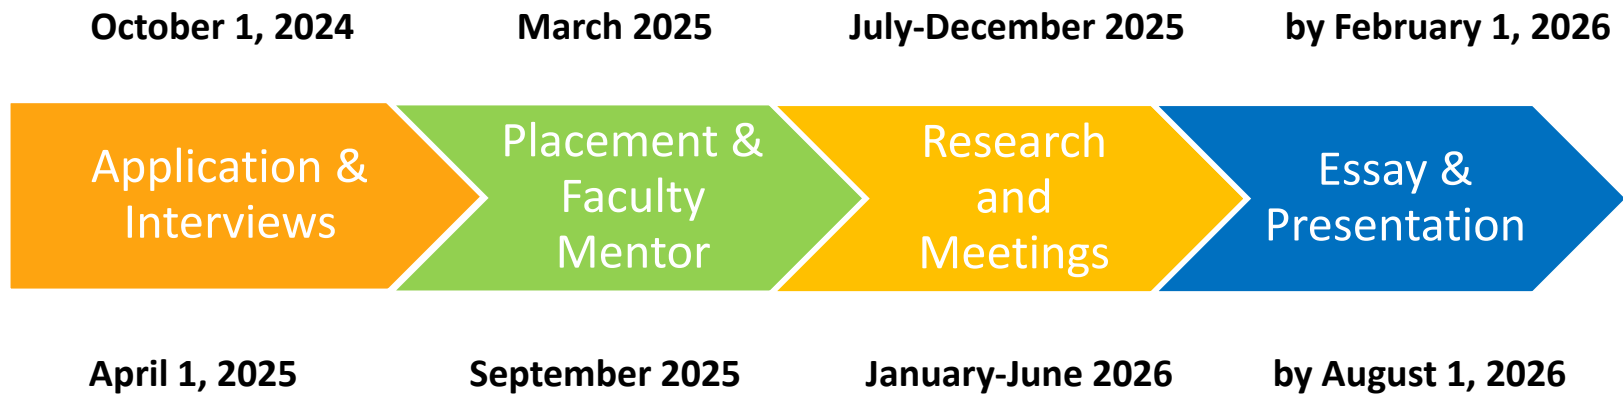 October 1, 2024
March 2025
July-December 2025
by February 1, 2026
Application &
Interviews
Placement &
Faculty
Mentor
Research
and
Meetings
Essay &
Presentation
April 1, 2025
September 2025
January-June 2026
by August 1, 2026